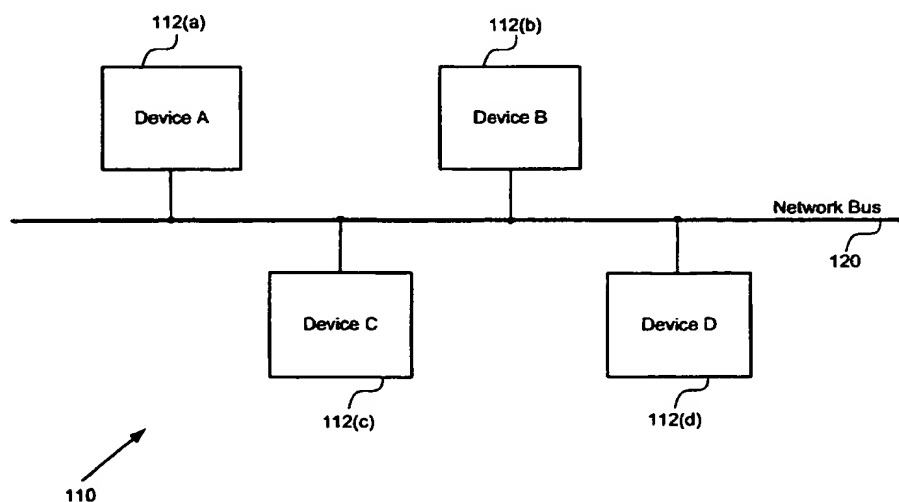 112(a)
112(b)
Device A
Device B
Network Bus
120
Device C
Device D
112(c)
112(d)
110